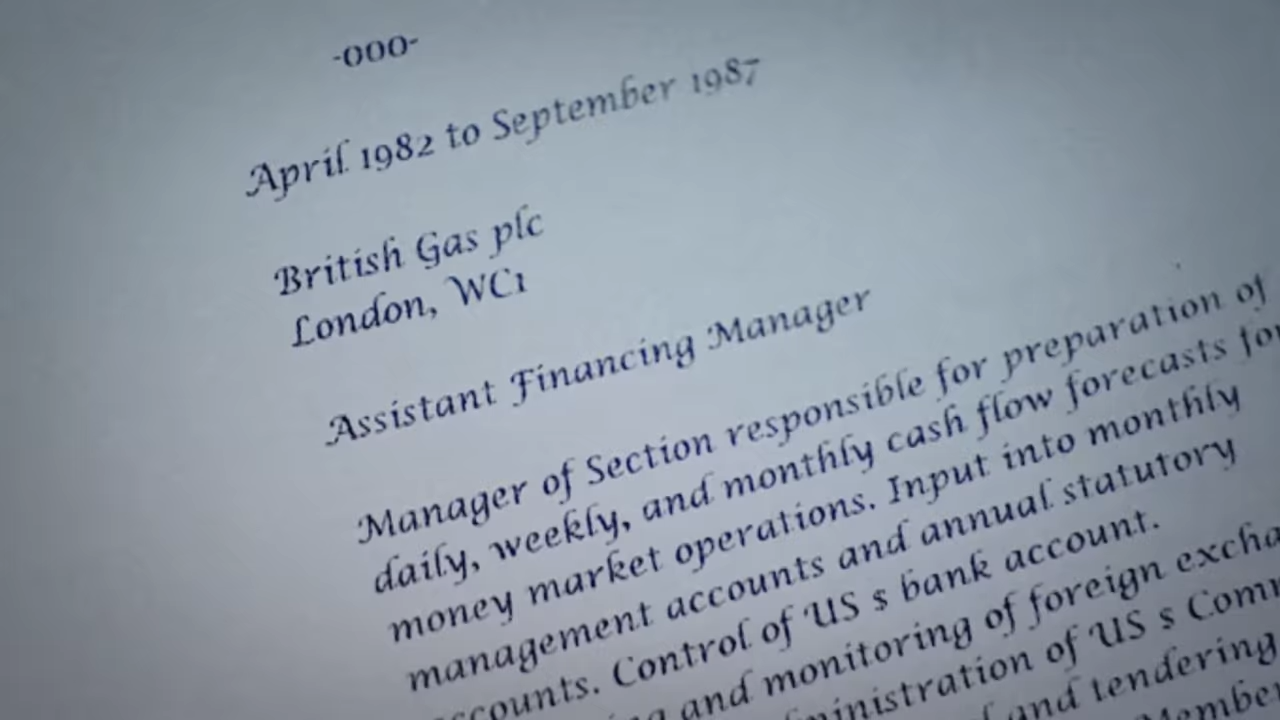 -000-
April 1982 to September 1987
British Gas plc
London, WC1
Assistant Financing Manager
Manager of Section responsible for preparation of
daily, weekly, and monthly cash flow forecasts for
money market operations. Input into monthly
management accounts and annual statutory
accounts. Control of US s bank account.
and monitoring of foreign
of US s
and tendering